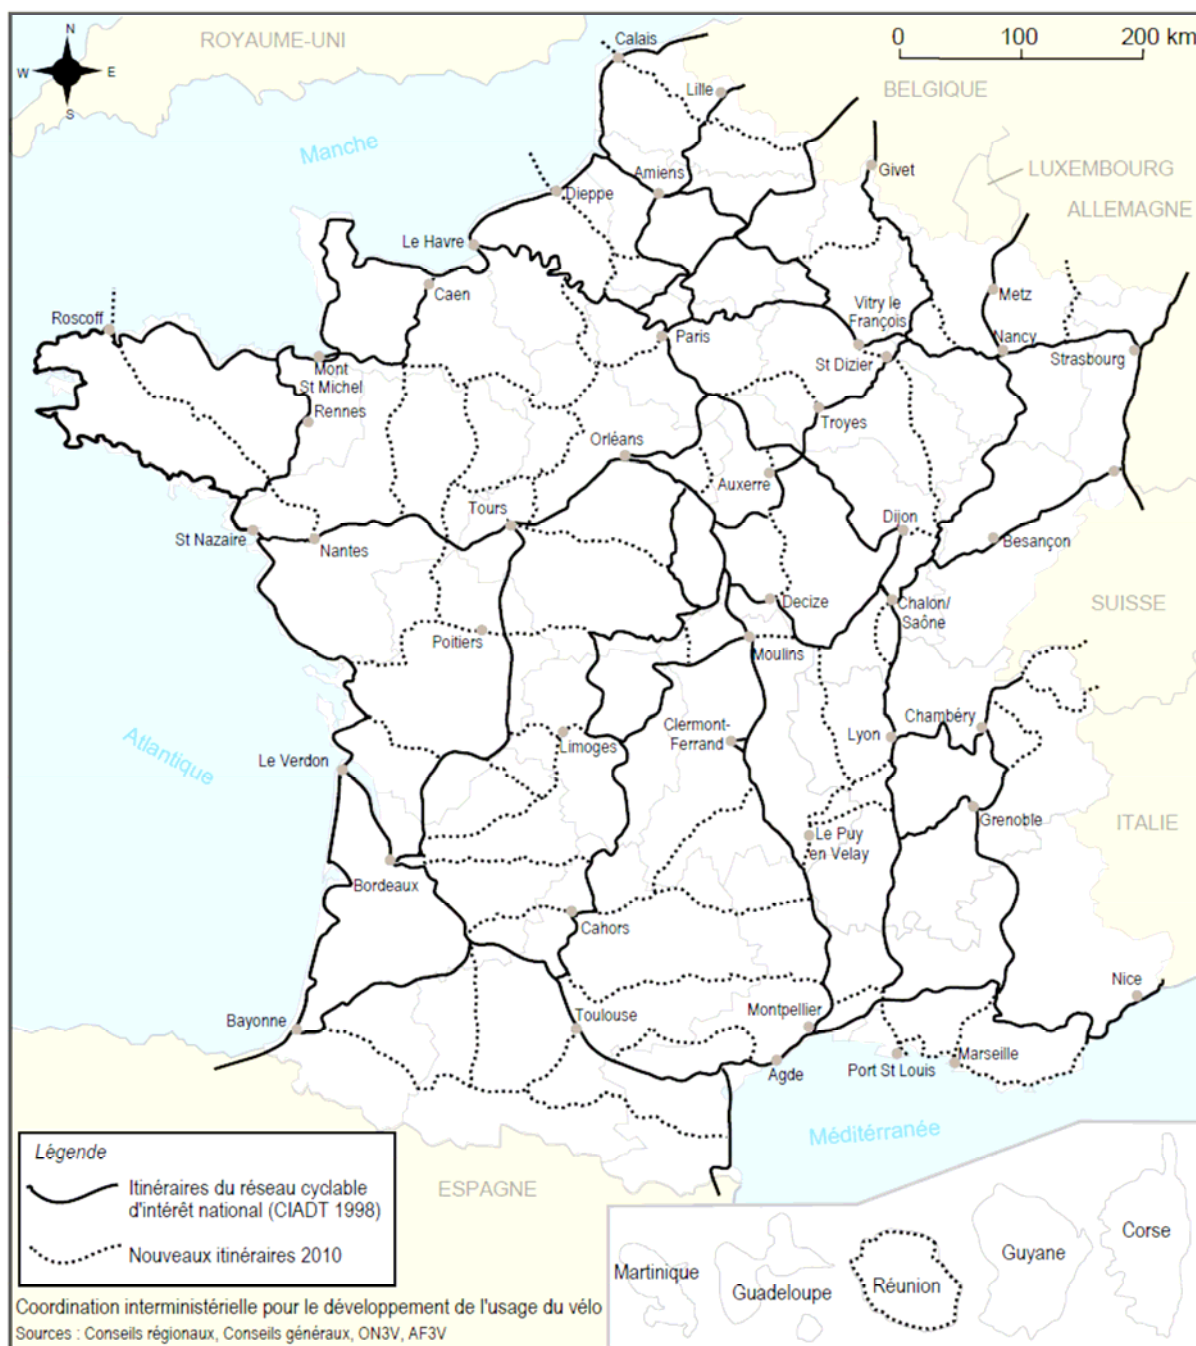 N
W
E
S
ROYAUME-UNI
Calais
0 100 200 km
Lille
BELGIQUE
Manche
Amiens
Givet
LUXEMBOURG
Dieppe
ALLEMAGNE
Le Havre
Caen
Metz
Vitry le
François
Roscoff
Paris
Nancy
Strasbourg
St Dizier
Mont
St Michel
Rennes
Troyes
Orléans
Auxerre
Tours
Dijon
St Nazaire
Nantes
Besançon
Decize
Chalon/
Saône
SUISSE
Poitiers
Moulins
Chambéry
Clermont-
Ferrand
Lyon
Limoges
Atlantique
Le Verdon
Grenoble
ITALIE
Le Puy
en Velay
Bordeaux
Cahors
Nice
Bayonne
Toulouse
Montpellier
Marseille
Agde
Port St Louis
Méditérranée
Légende
Itinéraires du réseau cyclable
d'intérêt national (CIADT 1998)
Nouveaux itinéraires 2010
ESPAGNE
Martinique
Guadeloupe
Réunion
Guyane
Corse
Coordination interministérielle pour le développement de l'usage du vélo
Sources : Conseils régionaux, Conseils généraux, ON3V, AF3V